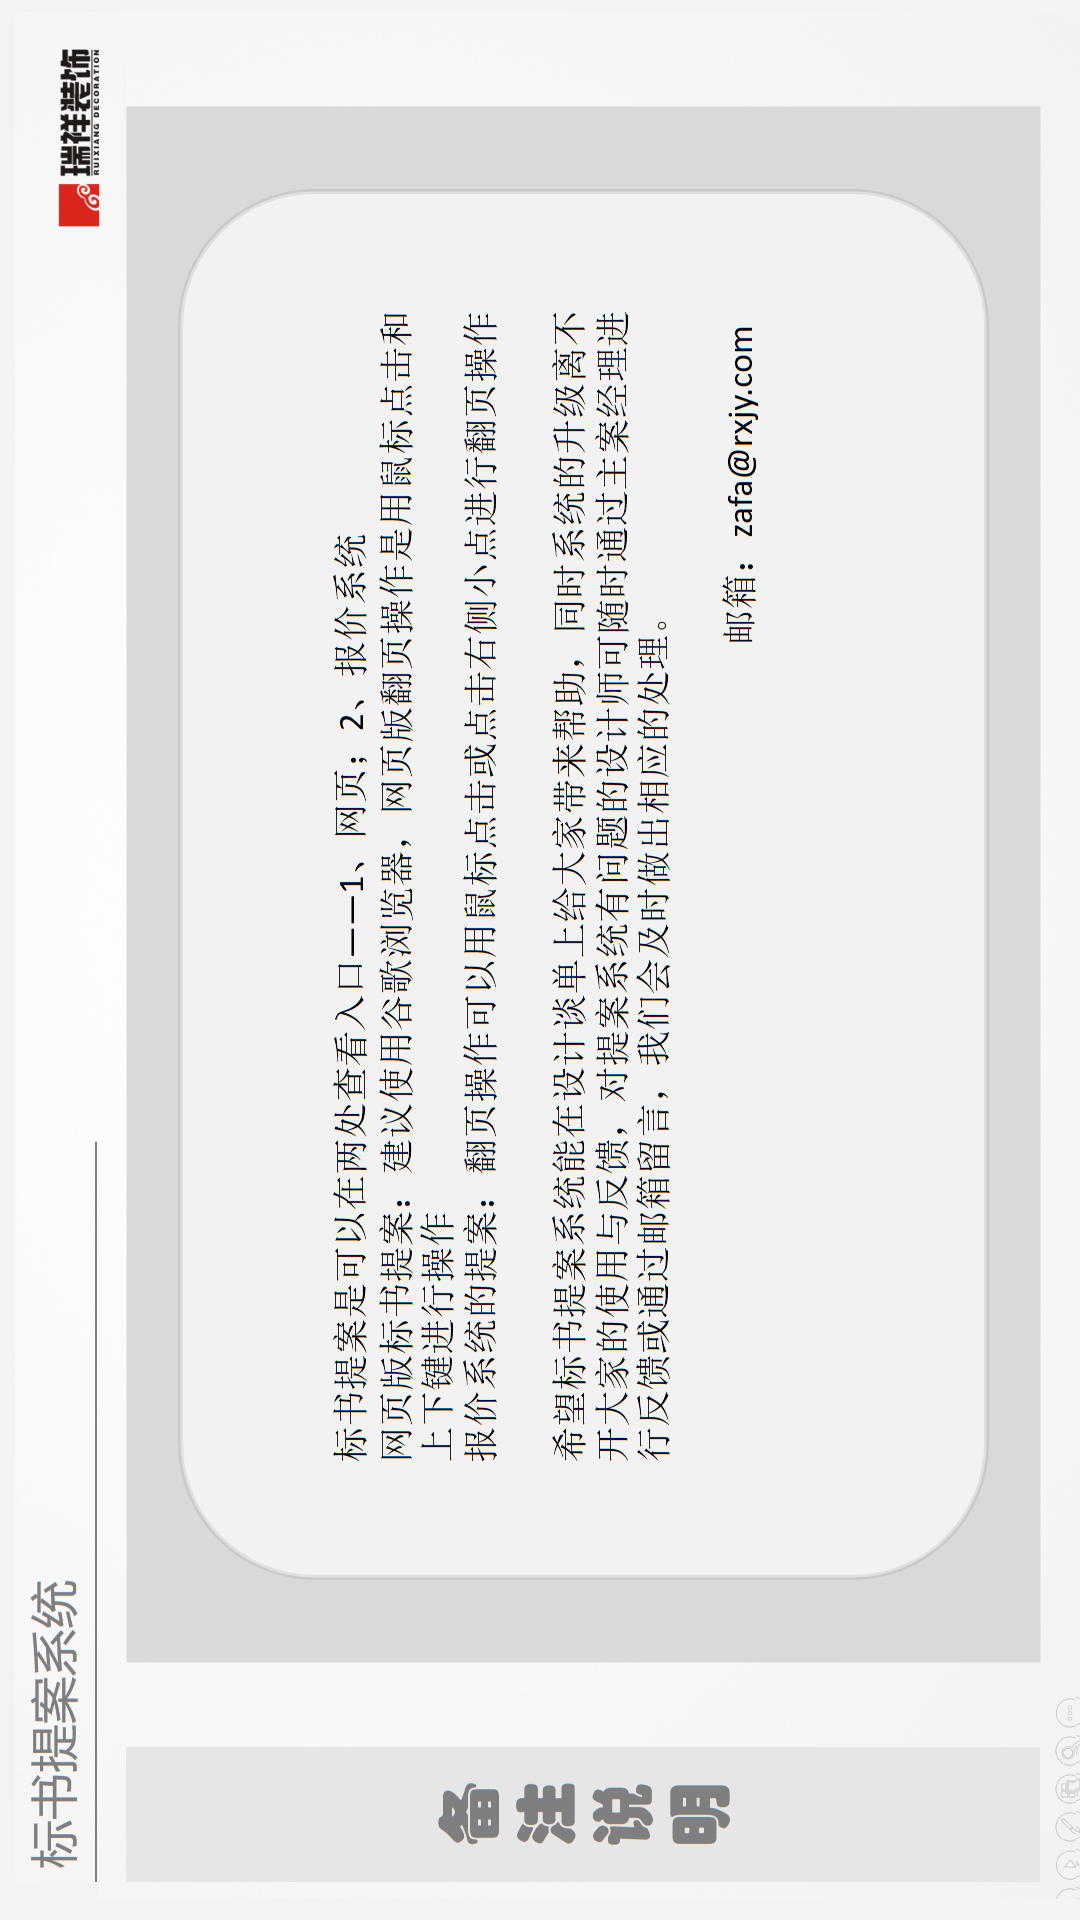 标书提案系统
瑞祥装饰
RUIXIANG DECORATION
备注说明
标书提案是可以在两处查看入口——1、网页；2、报价系统
网页版标书提案：建议使用谷歌浏览器，网页版翻页操作是用鼠标点击和
上下键进行操作
报价系统的提案：翻页操作可以用鼠标点击或点击右侧小点进行翻页操作
希望标书提案系统能在设计谈单上给大家带来帮助，同时系统的升级离不
开大家的使用与反馈，对提案系统有问题的设计师可随时通过主案经理进
行反馈或通过邮箱留言，我们会及时做出相应的处理。
邮箱：zafa@rxjy.com